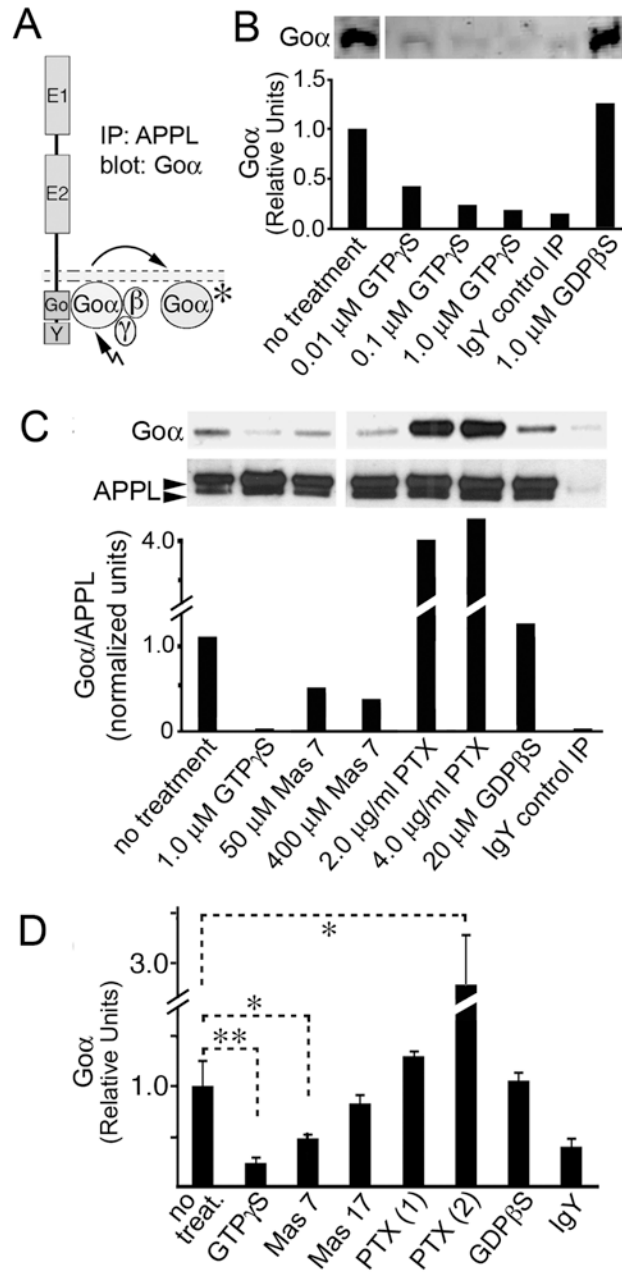 A
E1
E2
IP: APPL
blot: Goα
Go
Y
Goα
β
γ
Goα
*
B
Goα
Goα
(Relative Units)
1.5
1.0
0.5
0.0
no treatment
0.01 μM GTPγS
0.1 μM GTPγS
1.0 μM GTPγS
IgY control IP
1.0 μM GDPβS
C
Goα
APPL
Goα/APPL
(normalized units)
4.0
1.0
0
no treatment
1.0 μM GTPγS
50 μM Mas 7
400 μM Mas 7
2.0 μg/ml PTX
4.0 μg/ml PTX
20 μM GDPβS
IgY control IP
D
Goα
(Relative Units)
3.0
1.0
*
*
**
no
treat.
GTPγS
Mas 7
Mas 17
PTX (1)
PTX (2)
GDPβS
IgY